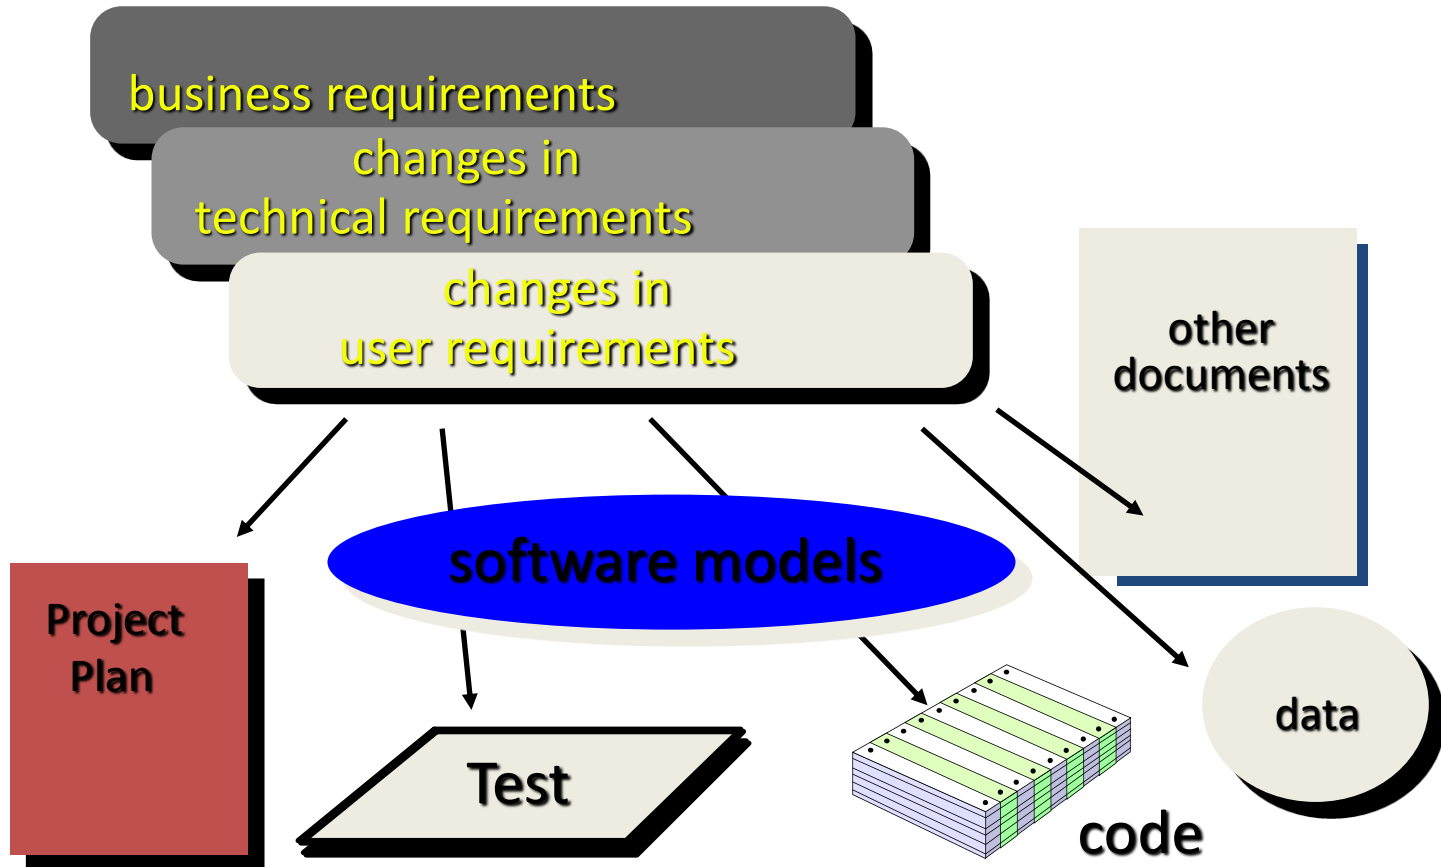 business requirements
changes in
technical requirements
changes in
user requirements
other
documents
software models
Project
Plan
data
Test
code